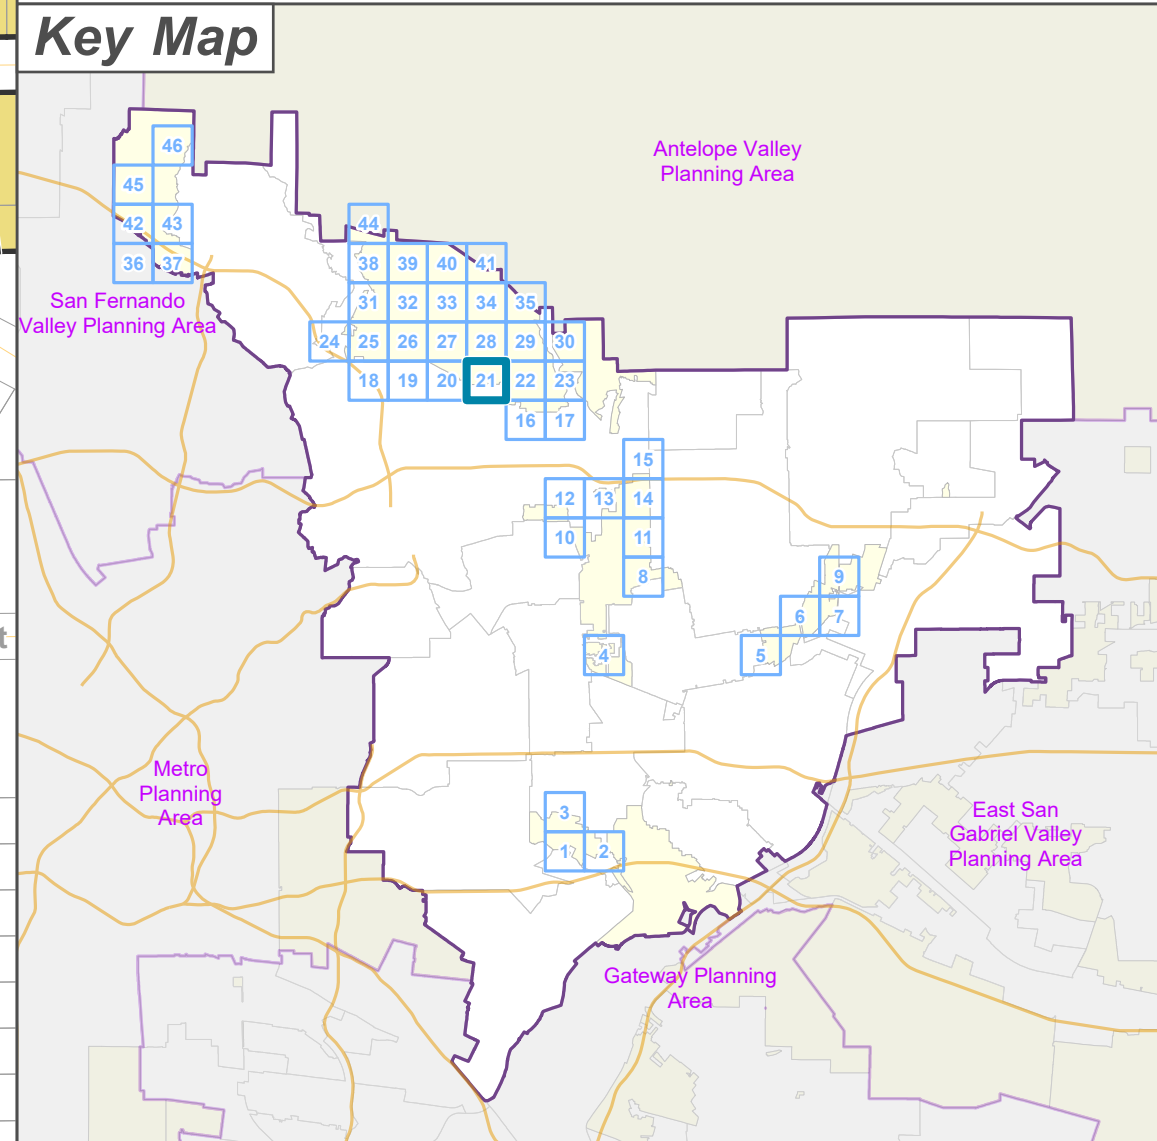 Key Map
Antelope Valley
Planning Area
46
45
42 43
44
36 37
38 39 40 41
San Fernando
Valley Planning Area
31 32 33 34 35
24 25 26 27 28 29 30
18 19 20 21 22 23
16 17
15
12 13 14
10 11
8 9
6 7
4 5
t
Metro
Planning
Area
3
1 2
East San
Gabriel Valley
Planning Area
Gateway Planning
Area